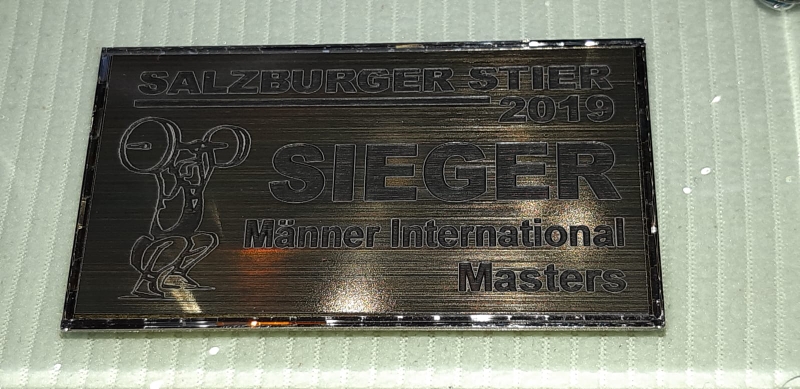 SALZBURGER STIER
2019
SIEGER
Männer International
Masters